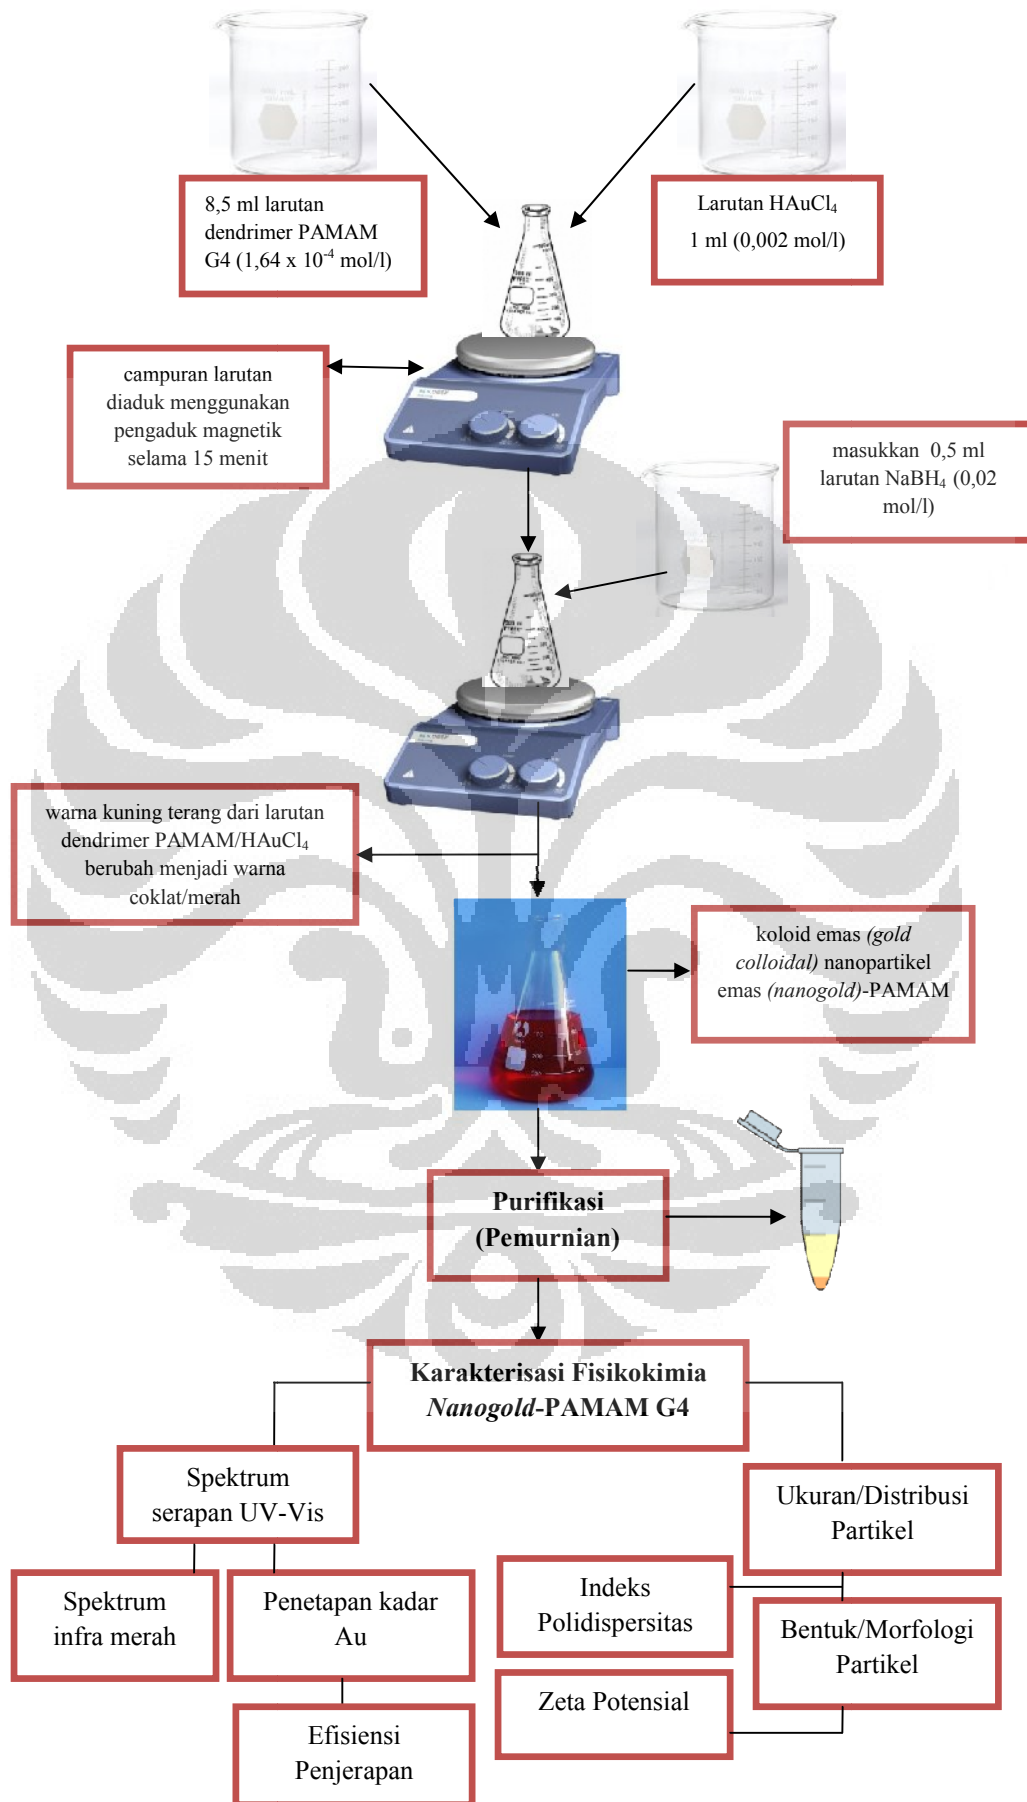 8,5 ml larutan
dendrimer PAMAM
G4 (1,64 x 10⁻⁴ mol/l)
Larutan HAuCl₄
1 ml (0,002 mol/l)
campuran larutan
diaduk menggunakan
pengaduk magnetik
selama 15 menit
masukkan 0,5 ml
larutan NaBH₄ (0,02
mol/l)
warna kuning terang dari larutan
dendrimer PAMAM/HAuCl₄
berubah menjadi warna
coklat/merah
koloid emas (gold
colloidal) nanopartikel
emas (nanogold)-PAMAM
Purifikasi
(Pemurnian)
Karakterisasi Fisikokimia
Nanogold-PAMAM G4
Spektrum
serapan UV-Vis
Ukuran/Distribusi
Partikel
Spektrum
infra merah
Penetapan kadar
Au
Indeks
Polidispersitas
Bentuk/Morfologi
Partikel
Zeta Potensial
Efisiensi
Penjerapan